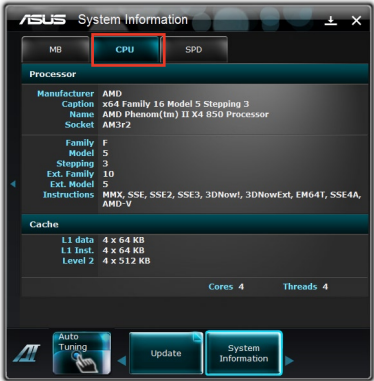 ASUS System Information
MB CPU SPD
Processor
Manufacturer AMD
Caption x64 Family 16 Model 5 Stepping 3
Name AMD Phenom(tm) II X4 850 Processor
Socket AM3r2
Family F
Model 5
Stepping 3
Ext. Family 10
Ext. Model 5
Instructions MMX, SSE, SSE2, SSE3, 3DNow!, 3DNowExt, EM64T, SSE4A,
AMD-V
Cache
L1 data 4 x 64 KB
L1 Inst. 4 x 64 KB
Level 2 4 x 512 KB
Cores 4 Threads 4
Auto
Tuning
Update
System
Information